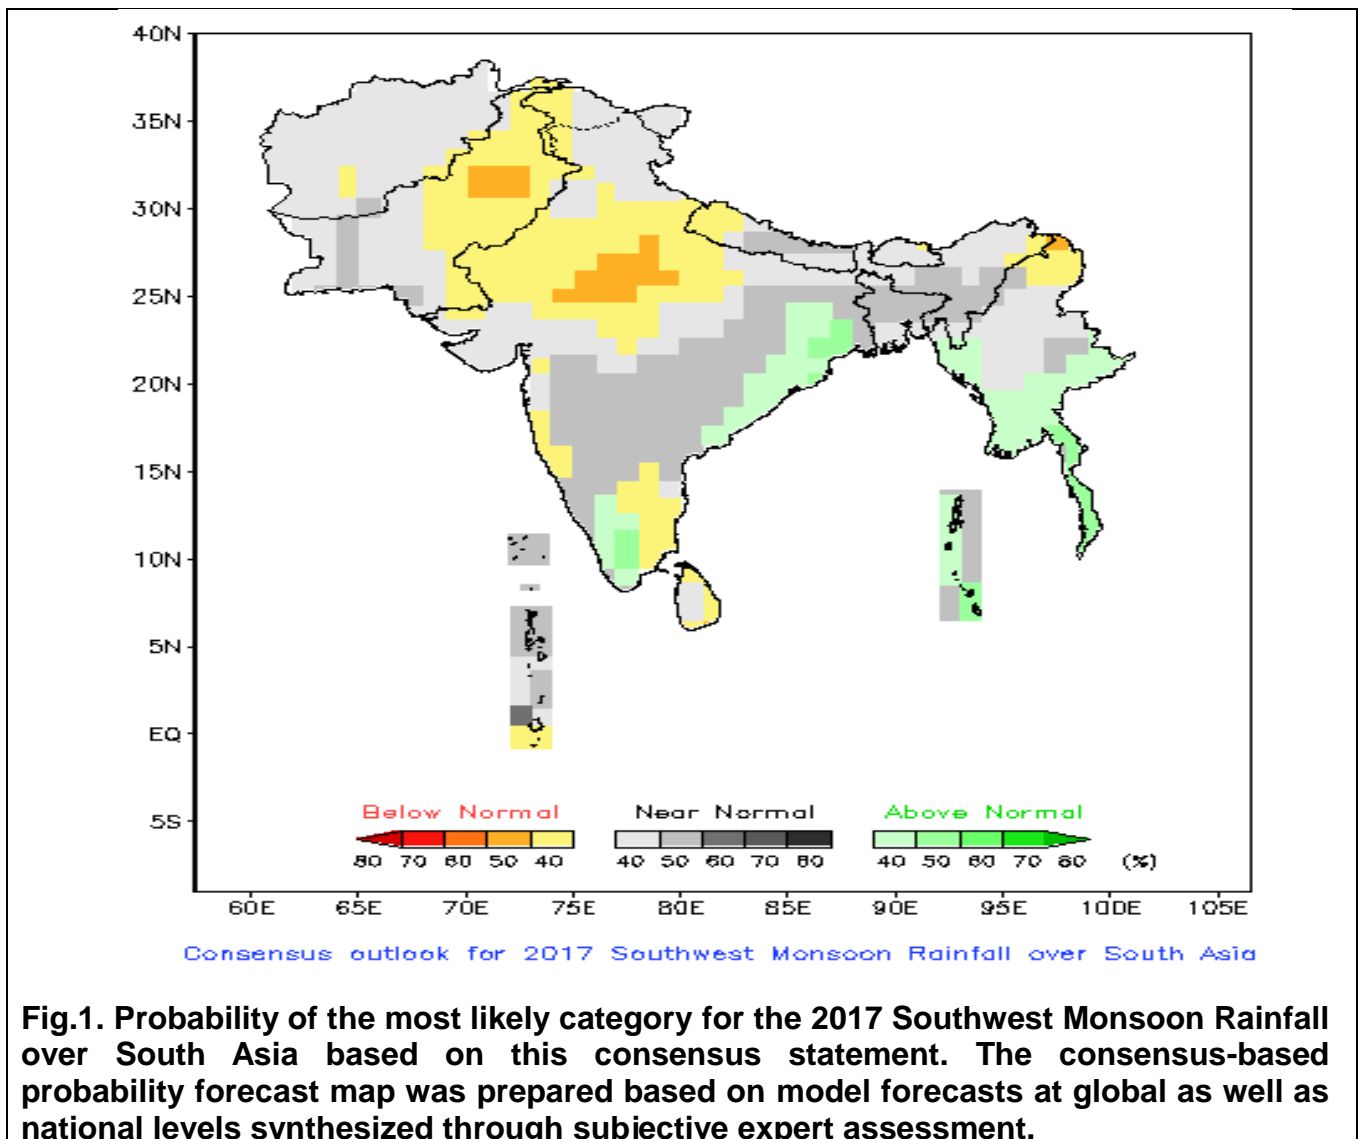 40N
35N
30N
25N
20N
15N
10N
5N
EQ
5S
Below Normal Near Normal Above Normal
80 70 60 50 40 40 50 60 70 80 40 50 60 70 80 (%)
60E 65E 70E 75E 80E 85E 90E 95E 100E 105E
Consensus outlook for 2017 Southwest Monsoon Rainfall over South Asia
Fig.1. Probability of the most likely category for the 2017 Southwest Monsoon Rainfall
over South Asia based on this consensus statement. The consensus-based
probability forecast map was prepared based on model forecasts at global as well as
national levels synthesized through subjective expert assessment.